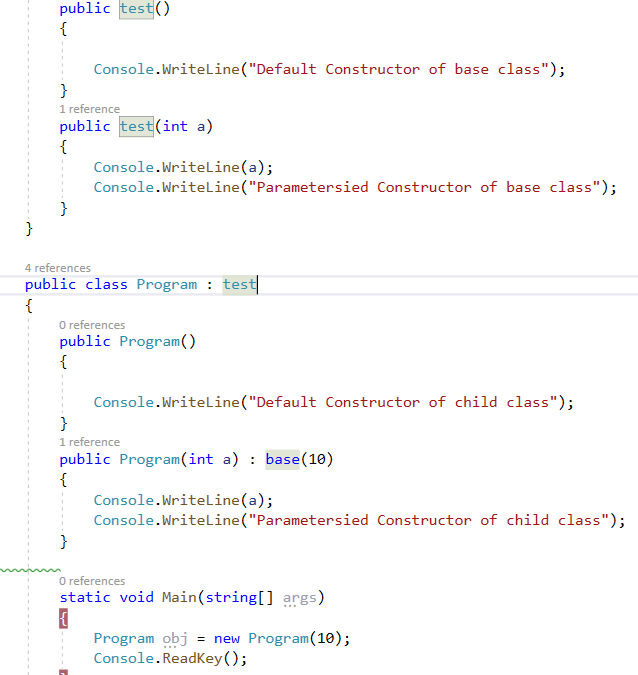 public test()
{
Console.WriteLine("Default Constructor of base class");
}
1 reference
public test(int a)
{
Console.WriteLine(a);
Console.WriteLine("Parametersied Constructor of base class");
}
}
4 references
public class Program : test
{
0 references
public Program()
{
Console.WriteLine("Default Constructor of child class");
}
1 reference
public Program(int a) : base(10)
{
Console.WriteLine(a);
Console.WriteLine("Parametersied Constructor of child class");
}
0 references
static void Main(string[] args)
{
Program obj = new Program(10);
Console.ReadKey();